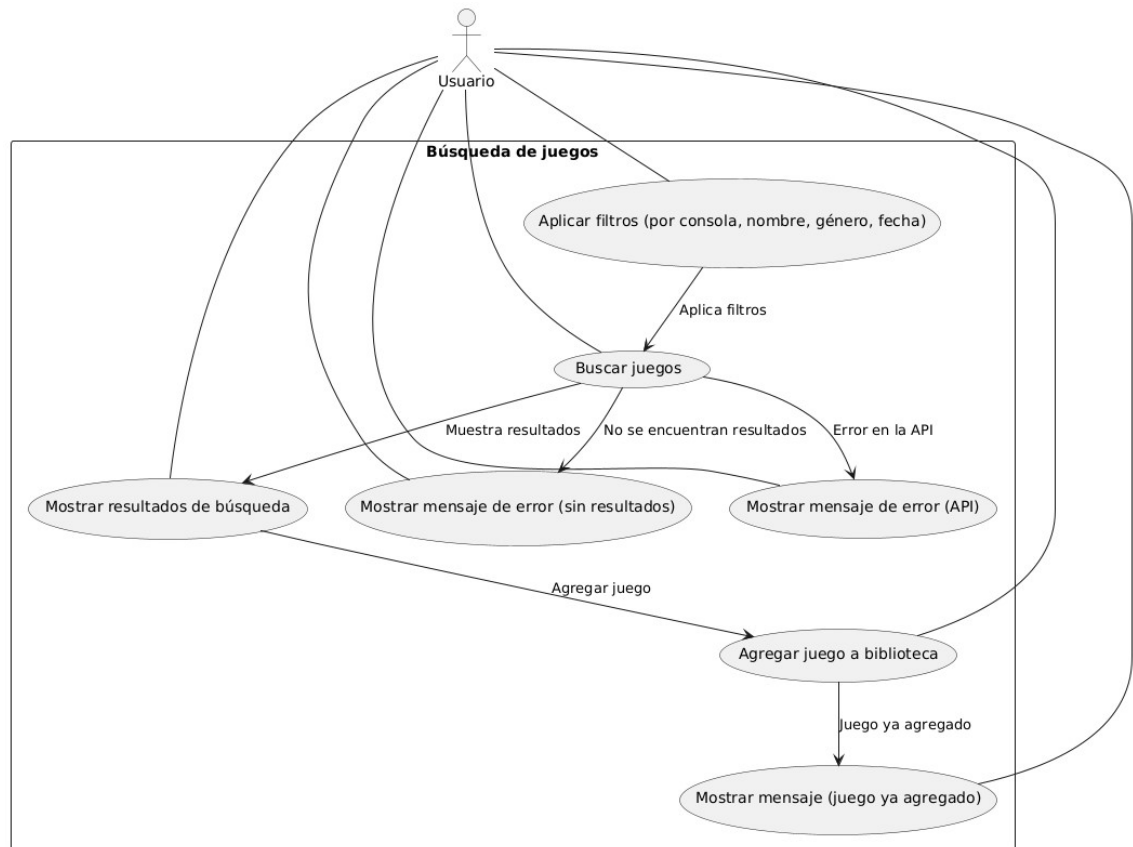 Usuario
Búsqueda de juegos
Aplicar filtros (por consola, nombre, género, fecha)
Aplica filtros
Buscar juegos
Muestra resultados
No se encuentran resultados
Error en la API
Mostrar resultados de búsqueda
Mostrar mensaje de error (sin resultados)
Mostrar mensaje de error (API)
Agregar juego
Agregar juego a biblioteca
Juego ya agregado
Mostrar mensaje (juego ya agregado)